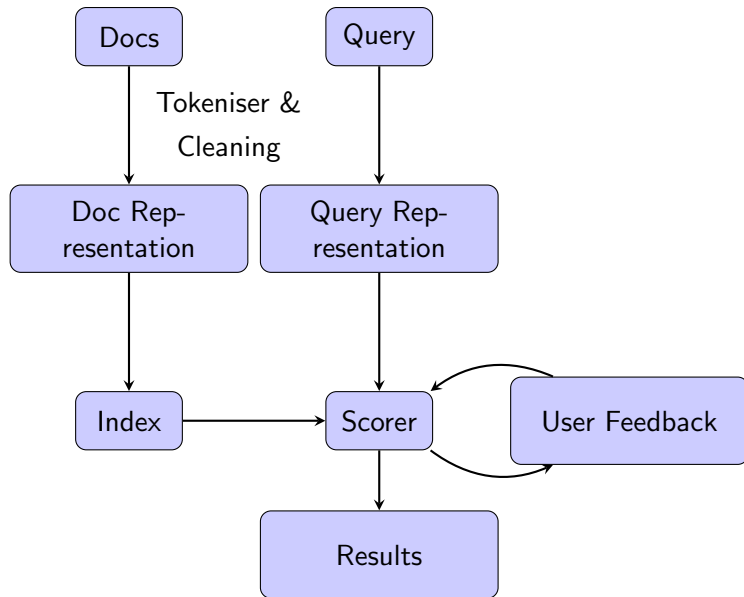 Docs
Query
Tokeniser &
Cleaning
Doc Rep-
resentation
Query Rep-
resentation
Index
Scorer
User Feedback
Results